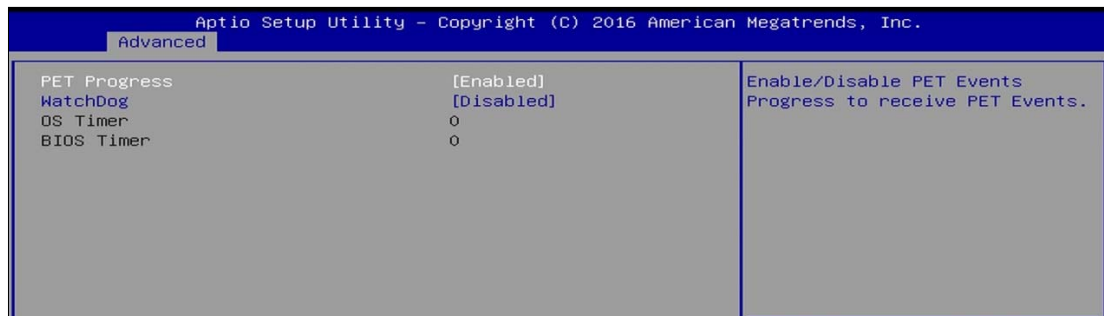 Aptio Setup Utility – Copyright (C) 2016 American Megatrends, Inc.
Advanced
PET Progress [Enabled]
WatchDog [Disabled]
OS Timer 0
BIOS Timer 0
Enable/Disable PET Events
Progress to receive PET Events.